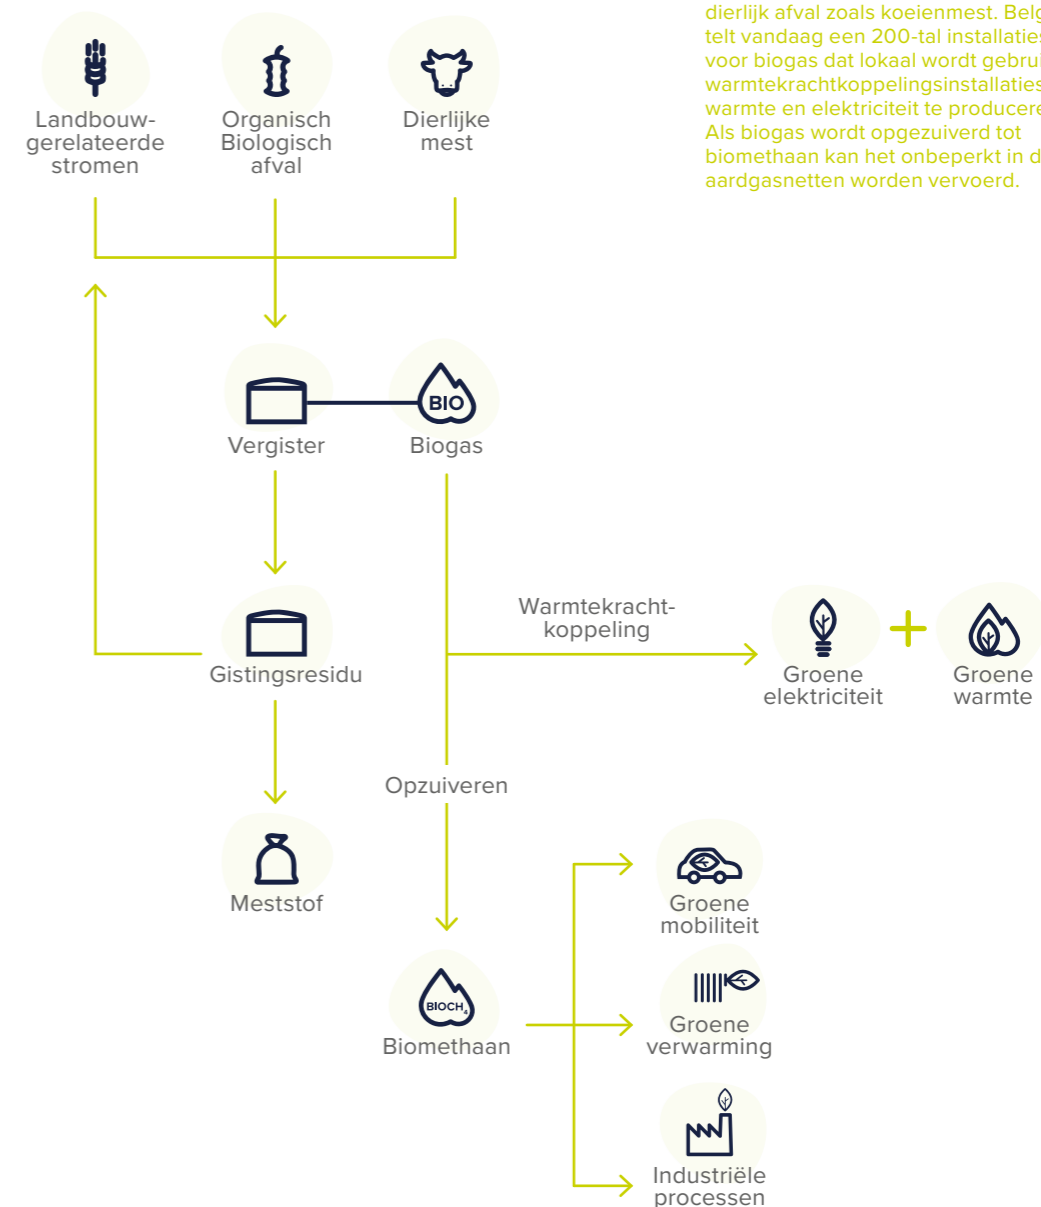 dierlijk afval zoals koeienmest.
telt vandaag een 200-tal installaties
voor biogas dat lokaal wordt
warmtekrachtkoppelingsinstallaties
warmte en elektriciteit te
Als biogas wordt opgezuiverd tot
biomethaan kan het onbeperkt in
aardgasnetten worden vervoerd.
Landbouw-
gerelateerde
stromen
Organisch
Biologisch
afval
Dierlijke
mest
BIO
Vergister
Biogas
Warmtekracht-
koppeling
Gistingsresidu
Groene
elektriciteit
+
Groene
warmte
Opzuiveren
Meststof
Groene
mobiliteit
BIOCH₄
Biomethaan
Groene
verwarming
Industriële
processen